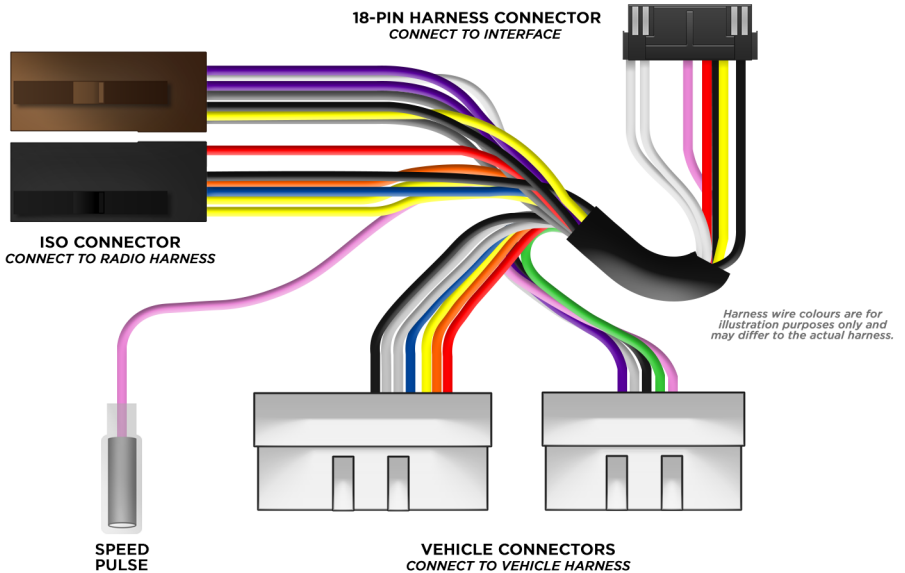 18-PIN HARNESS CONNECTOR
CONNECT TO INTERFACE
ISO CONNECTOR
CONNECT TO RADIO HARNESS
Harness wire colours are for
illustration purposes only and
may differ to the actual harness.
SPEED
PULSE
VEHICLE CONNECTORS
CONNECT TO VEHICLE HARNESS